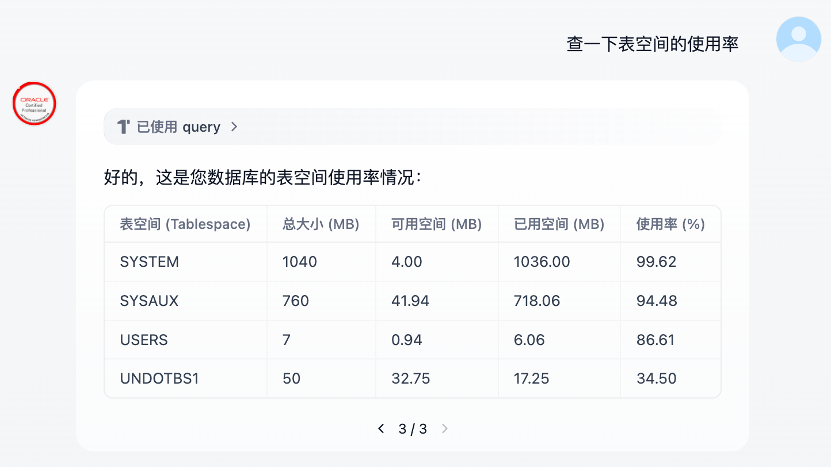 查一下表空间的使用率
ORACLE
Certified
Professional
已使用 query
好的，这是您数据库的表空间使用率情况：
表空间 (Tablespace) 总大小 (MB) 可用空间 (MB) 已用空间 (MB) 使用率 (%)
SYSTEM 1040 4.00 1036.00 99.62
SYSAUX 760 41.94 718.06 94.48
USERS 7 0.94 6.06 86.61
UNDOTBS1 50 32.75 17.25 34.50
3 / 3